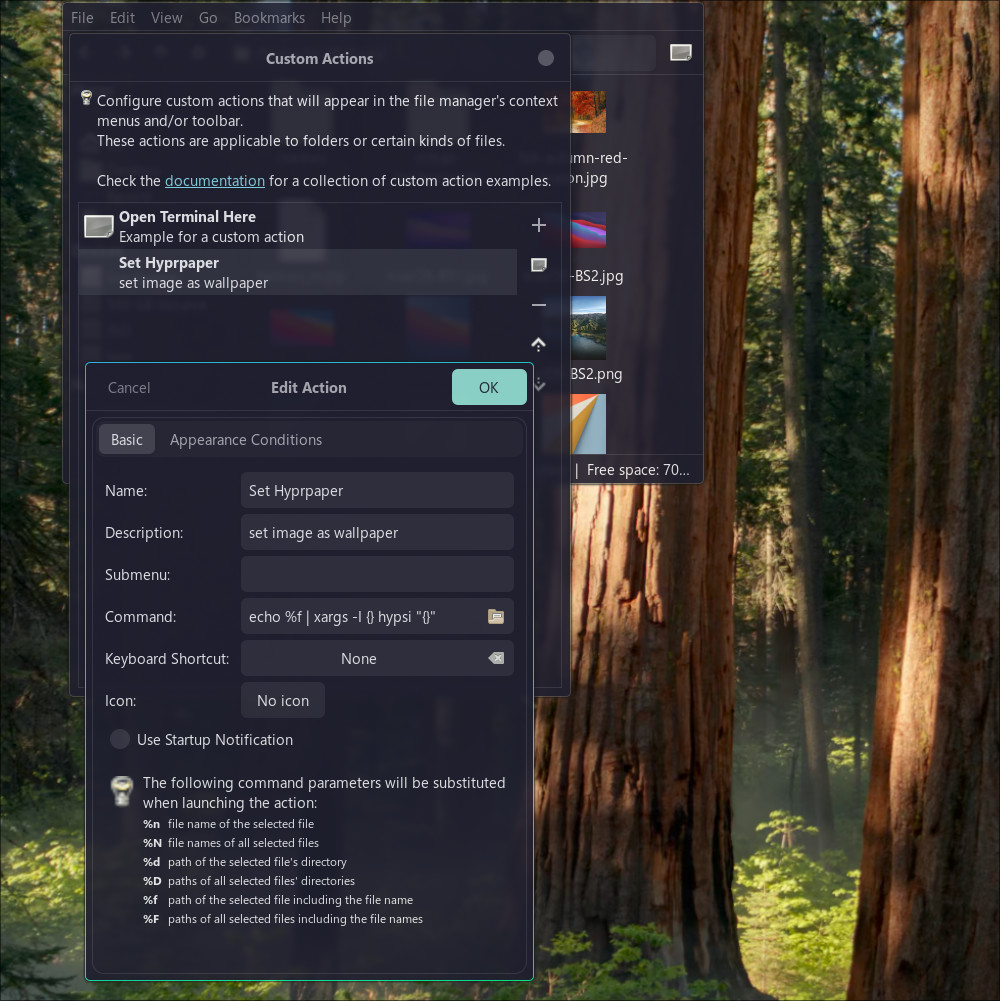 File Edit View Go Bookmarks Help
Custom Actions
Configure custom actions that will appear in the file manager's context
menus and/or toolbar.
These actions are applicable to folders or certain kinds of files.
Check the documentation for a collection of custom action examples.
Open Terminal Here
Example for a custom action
Set Hyprpaper
set image as wallpaper
umn-red-
on.jpg
-BS2.jpg
BS2.png
| Free space: 70...
Cancel Edit Action OK
Basic Appearance Conditions
Name: Set Hyprpaper
Description: set image as wallpaper
Submenu:
Command: echo %f | xargs -I {} hypsi "{}"
Keyboard Shortcut: None
Icon: No icon
Use Startup Notification
The following command parameters will be substituted
when launching the action:
%n file name of the selected file
%N file names of all selected files
%d path of the selected file's directory
%D paths of all selected files' directories
%f path of the selected file including the file name
%F paths of all selected files including the file names